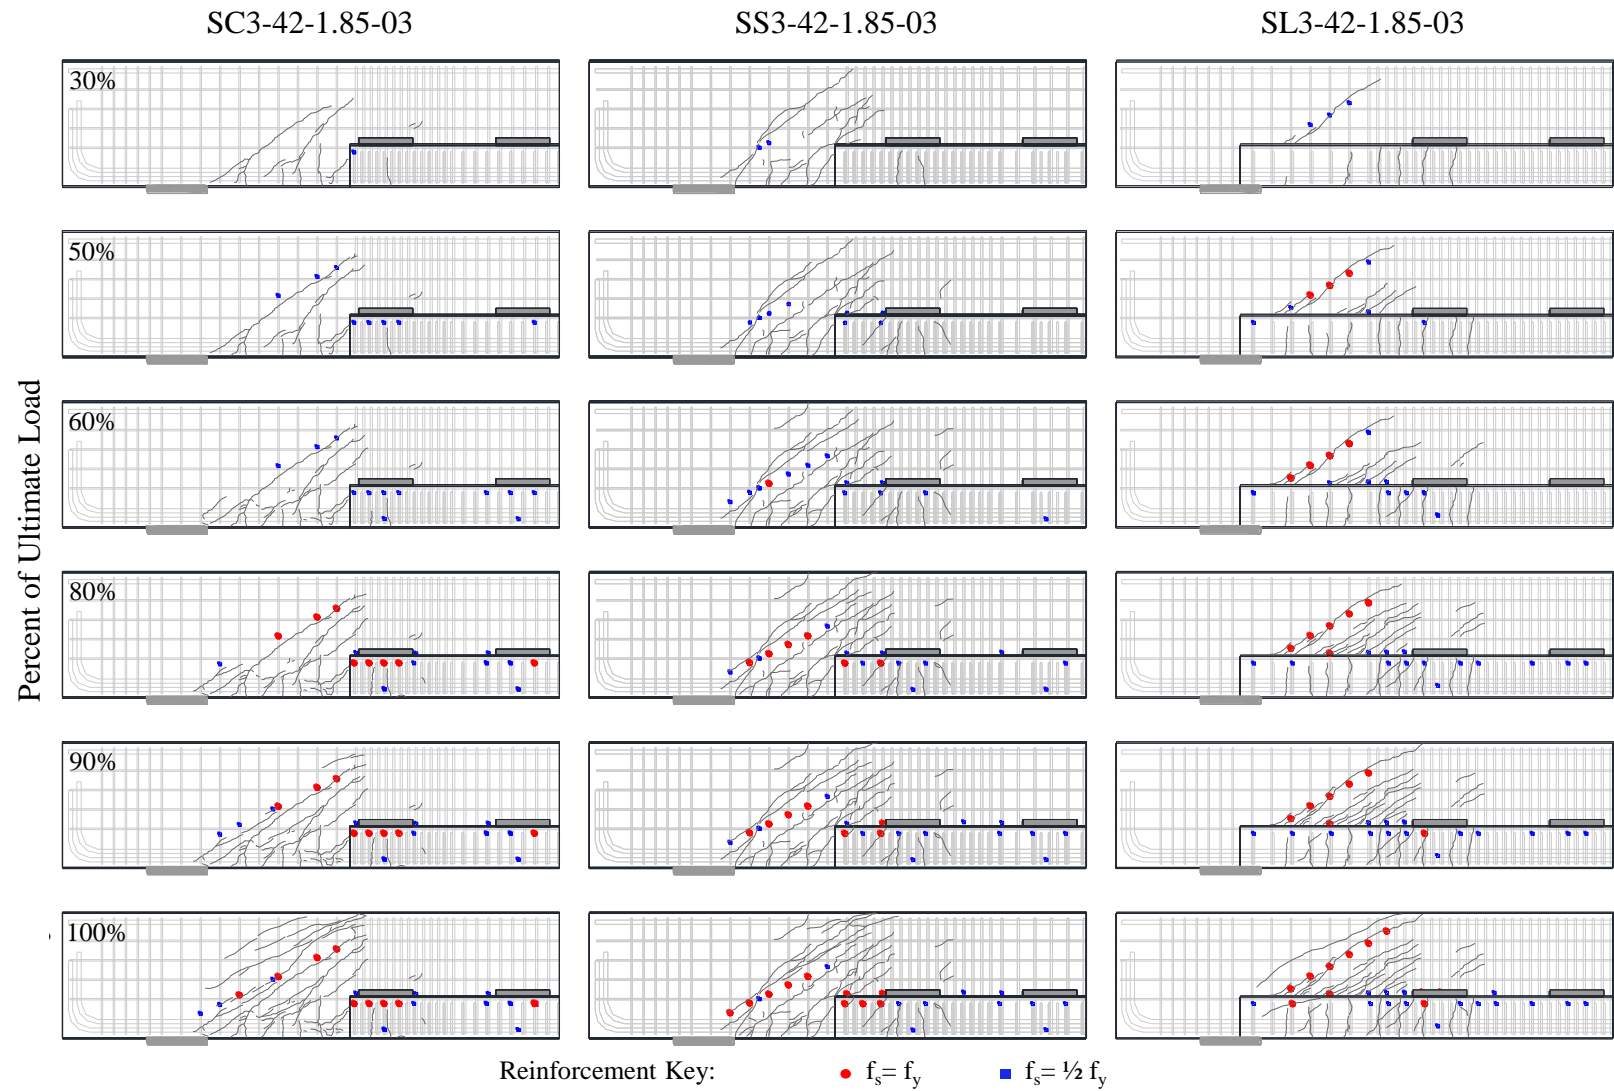 SC3-42-1.85-03 SS3-42-1.85-03 SL3-42-1.85-03
30%
50%
60%
80%
90%
100%
Percent of Ultimate Load
Reinforcement Key: fs= fy fs= ½ fy